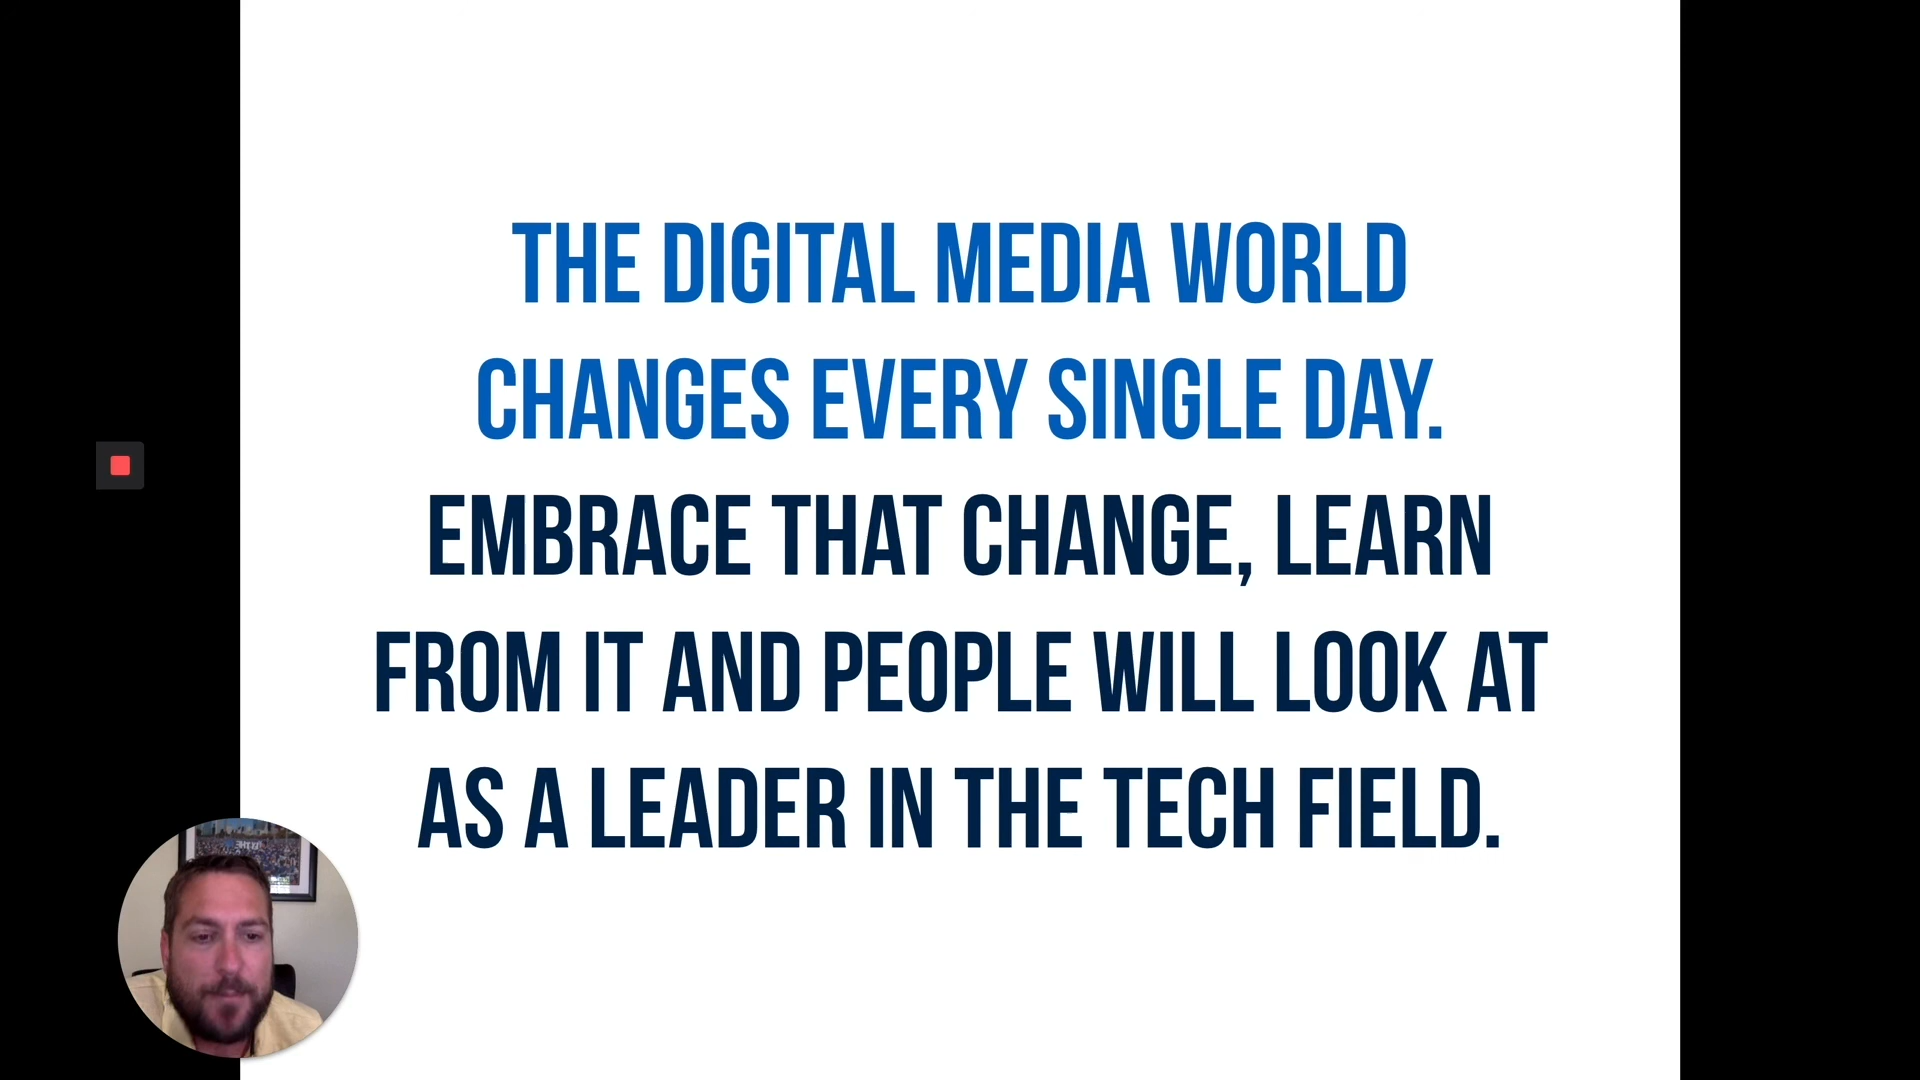 THE DIGITAL MEDIA WORLD
CHANGES EVERY SINGLE DAY.
EMBRACE THAT CHANGE, LEARN
FROM IT AND PEOPLE WILL LOOK AT
AS A LEADER IN THE TECH FIELD.